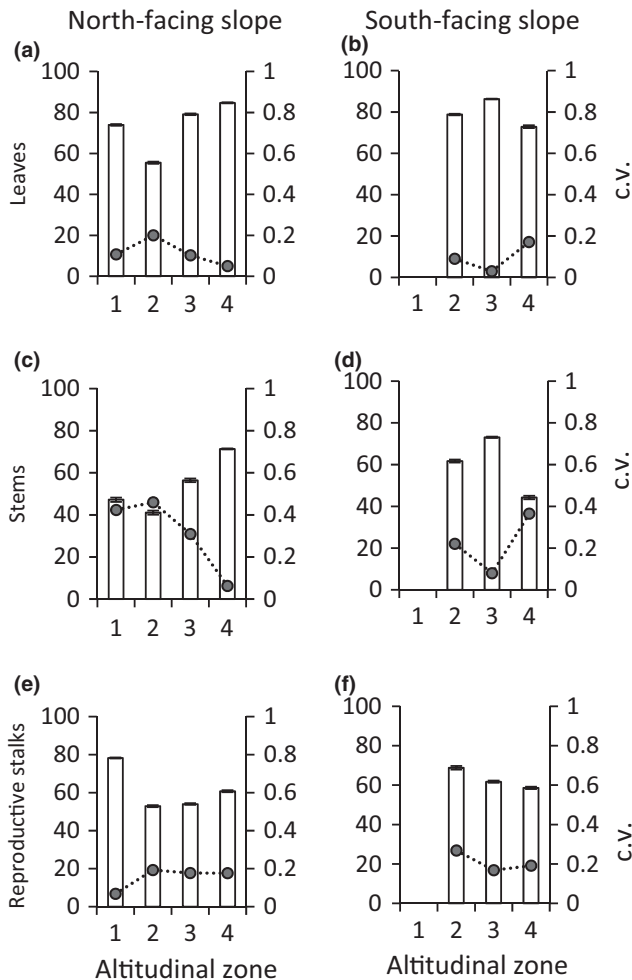 North-facing slope South-facing slope
(a) (b)
100 1 100 1
80 0.8 80 0.8
60 0.6 60 0.6
Leaves c.v.
40 0.4 40 0.4
20 0.2 20 0.2
0 0 0 0
1 2 3 4 1 2 3 4
(c) (d)
100 1 100 1
80 0.8 80 0.8
60 0.6 60 0.6
Stems c.v.
40 0.4 40 0.4
20 0.2 20 0.2
0 0 0 0
1 2 3 4 1 2 3 4
(e) (f)
100 1 100 1
80 0.8 80 0.8
60 0.6 60 0.6
Reproductive stalks c.v.
40 0.4 40 0.4
20 0.2 20 0.2
0 0 0 0
1 2 3 4 1 2 3 4
Altitudinal zone Altitudinal zone